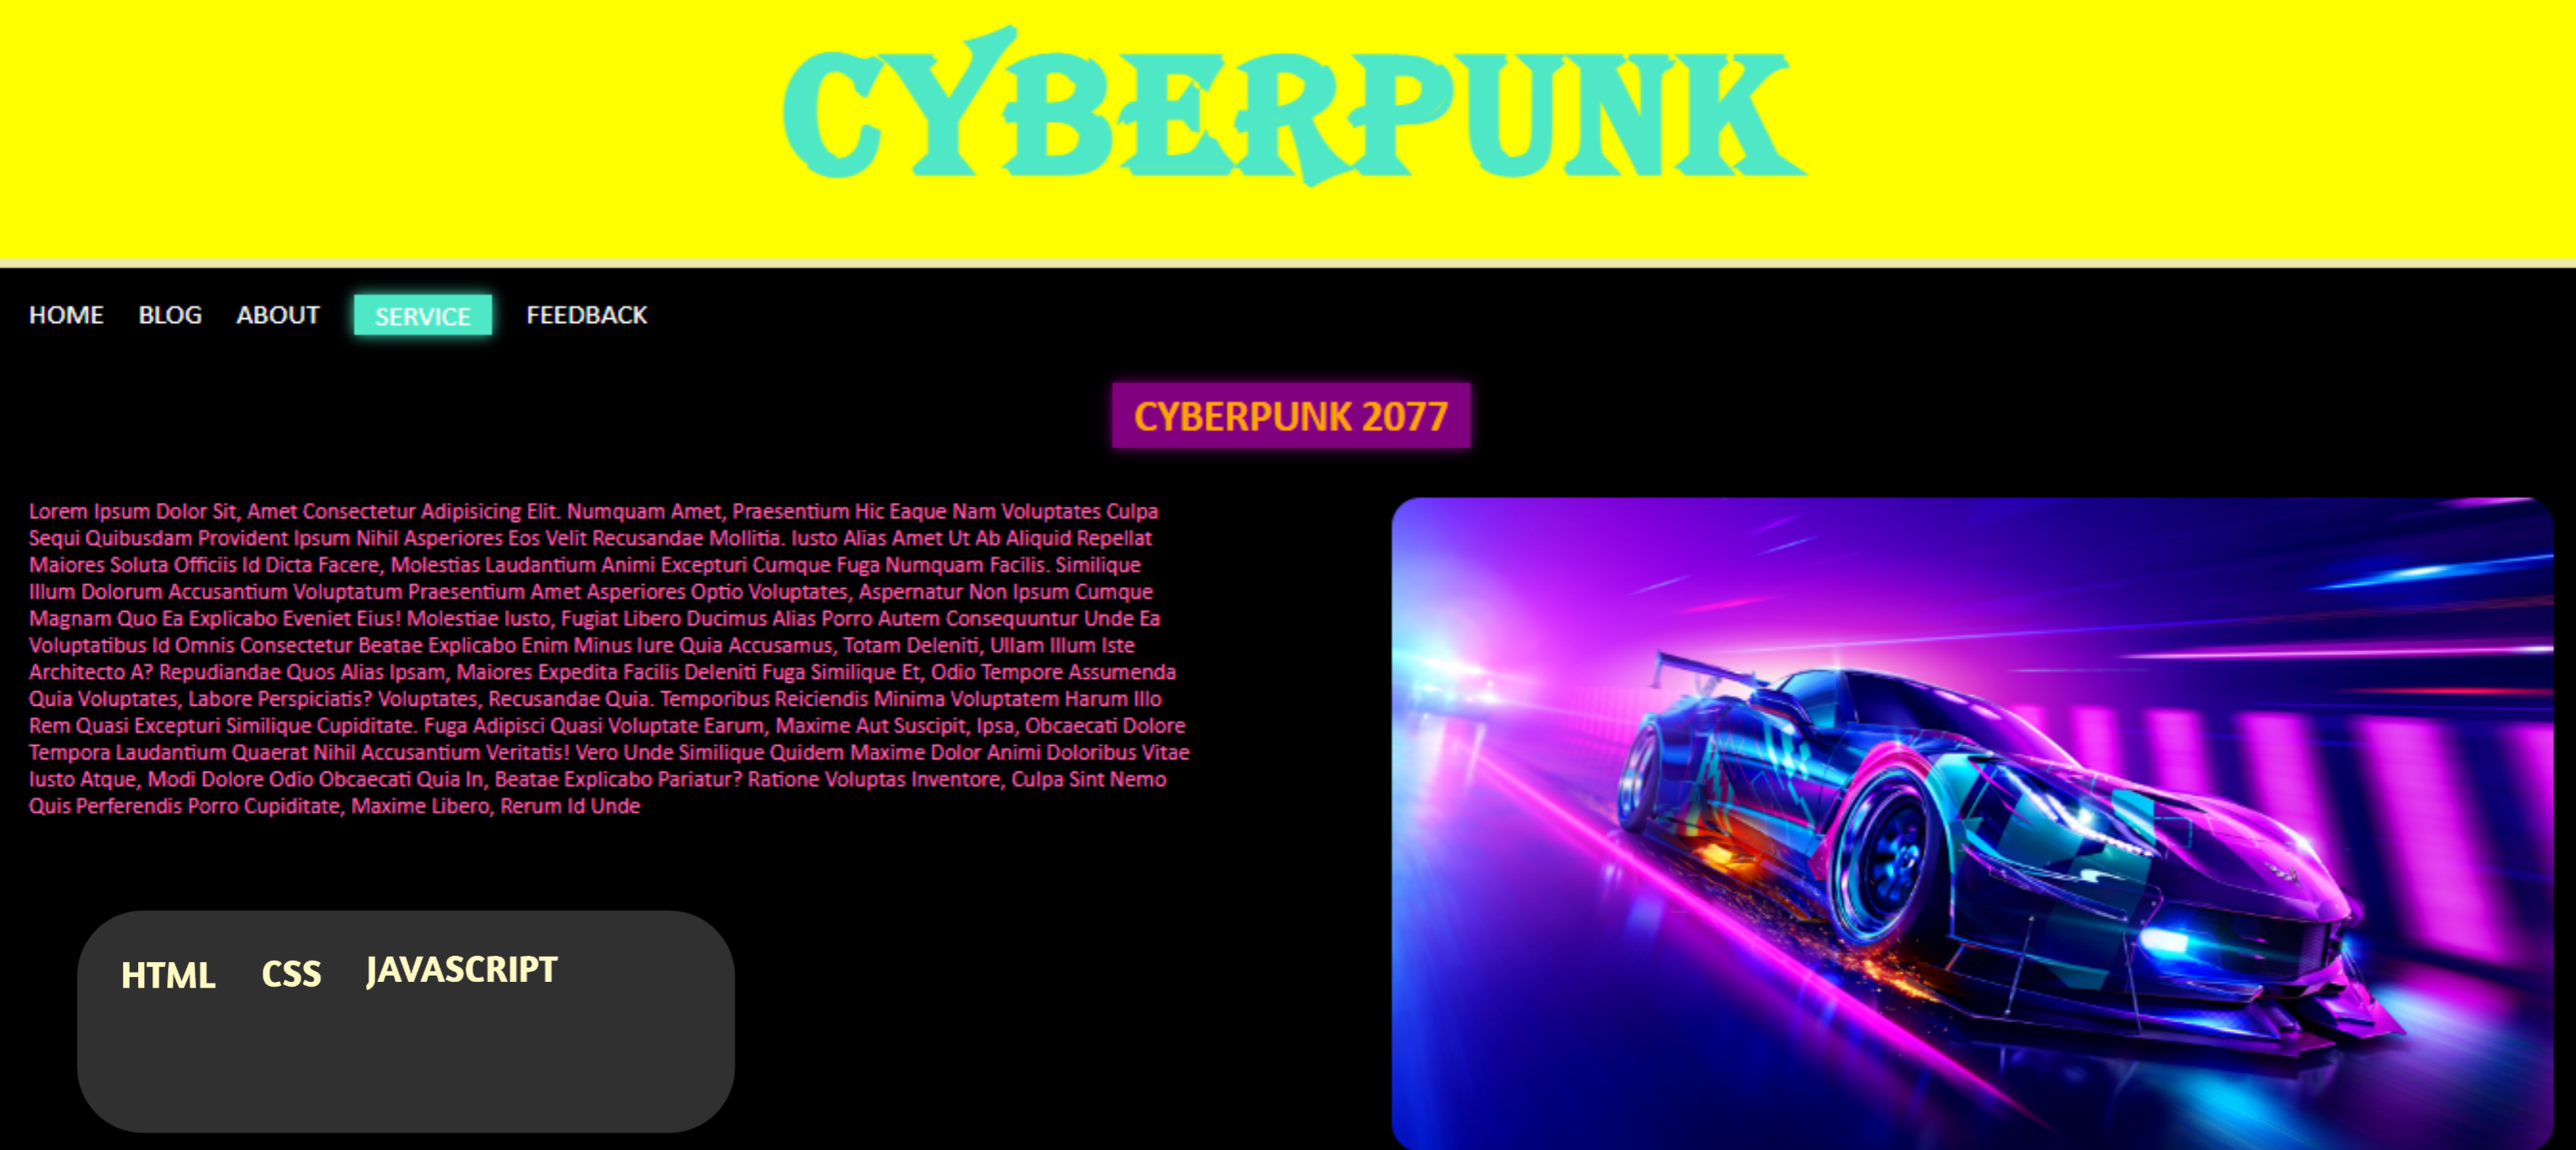 CYBERPUNK
HOME BLOG ABOUT SERVICE FEEDBACK
CYBERPUNK 2077
Lorem Ipsum Dolor Sit, Amet Consectetur Adipisicing Elit. Numquam Amet, Praesentium Hic Eaque Nam Voluptates Culpa
Sequi Quibusdam Provident Ipsum Nihil Asperiores Eos Velit Recusandae Mollitia. Iusto Alias Amet Ut Ab Aliquid Repellat
Maiores Soluta Officiis Id Dicta Facere, Molestias Laudantium Animi Excepturi Cumque Fuga Numquam Facilis. Similique
Illum Dolorum Accusantium Voluptatum Praesentium Amet Asperiores Optio Voluptates, Aspernatur Non Ipsum Cumque
Magnam Quo Ea Explicabo Eveniet Eius! Molestiae Iusto, Fugiat Libero Ducimus Alias Porro Autem Consequuntur Unde Ea
Voluptatibus Id Omnis Consectetur Beatae Explicabo Enim Minus Iure Quia Accusamus, Totam Deleniti, Ullam Illum Iste
Architecto A? Repudiandae Quos Alias Ipsam, Maiores Expedita Facilis Deleniti Fuga Similique Et, Odio Tempore Assumenda
Quia Voluptates, Labore Perspiciatis? Voluptates, Recusandae Quia. Temporibus Reiciendis Minima Voluptatem Harum Illo
Rem Quasi Excepturi Similique Cupiditate. Fuga Adipisci Quasi Voluptate Earum, Maxime Aut Suscipit, Ipsa, Obcaecati Dolore
Tempora Laudantium Quaerat Nihil Accusantium Veritatis! Vero Unde Similique Quidem Maxime Dolor Animi Doloribus Vitae
Iusto Atque, Modi Dolore Odio Obcaecati Quia In, Beatae Explicabo Pariatur? Ratione Voluptas Inventore, Culpa Sint Nemo
Quis Perferendis Porro Cupiditate, Maxime Libero, Rerum Id Unde
HTML CSS JAVASCRIPT